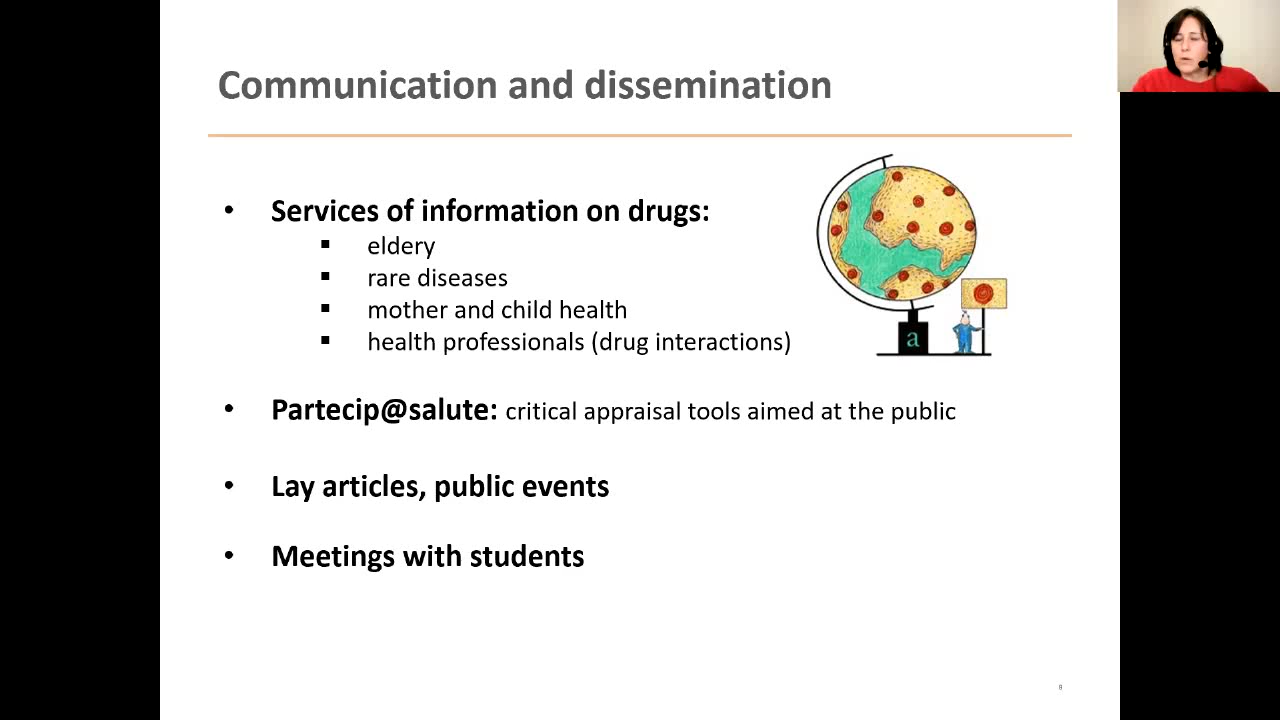 Communication and dissemination
• Services of information on drugs:
▪ eldery
▪ rare diseases
▪ mother and child health
▪ health professionals (drug interactions)
a
• Partecip@salute: critical appraisal tools aimed at the public
• Lay articles, public events
• Meetings with students
8